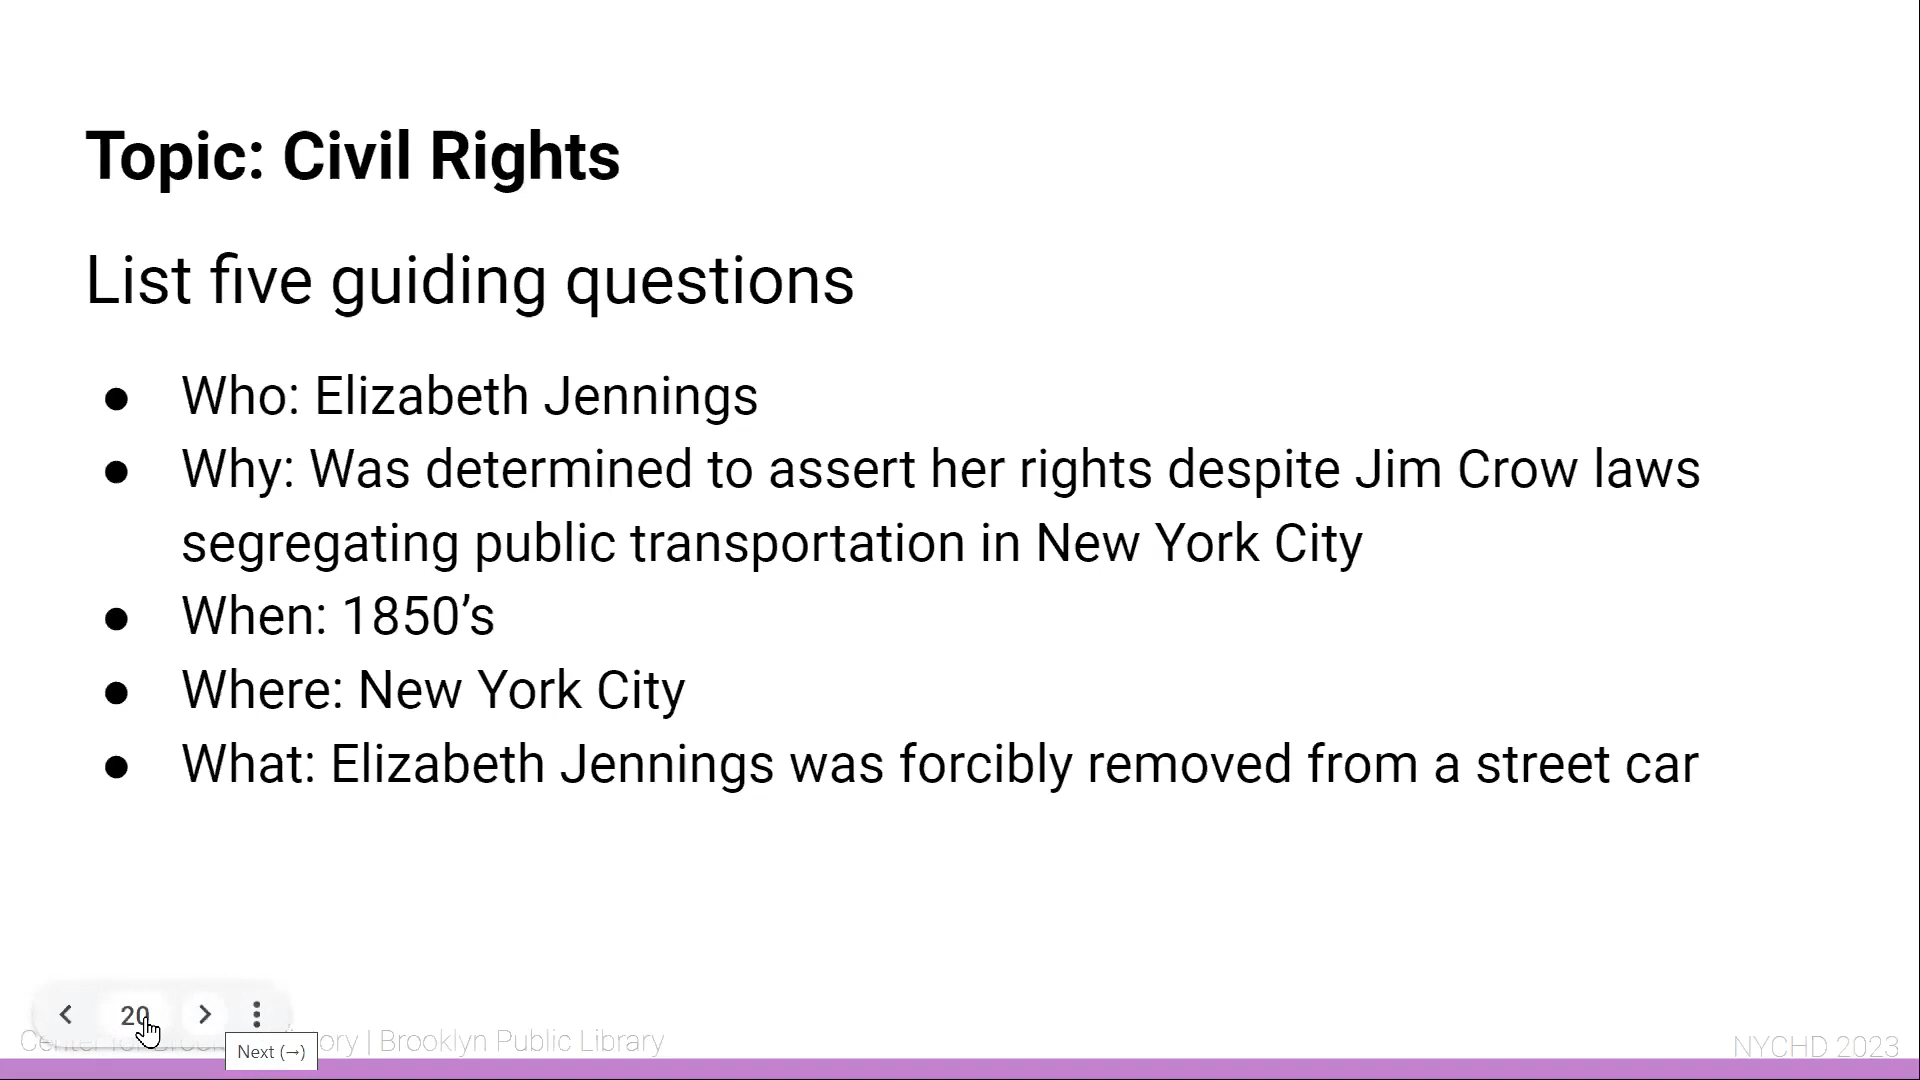 Topic: Civil Rights
List five guiding questions
● Who: Elizabeth Jennings
● Why: Was determined to assert her rights despite Jim Crow laws
segregating public transportation in New York City
● When: 1850’s
● Where: New York City
● What: Elizabeth Jennings was forcibly removed from a street car
20
Next (→)
| Brooklyn Public Library
NYCHD 2023